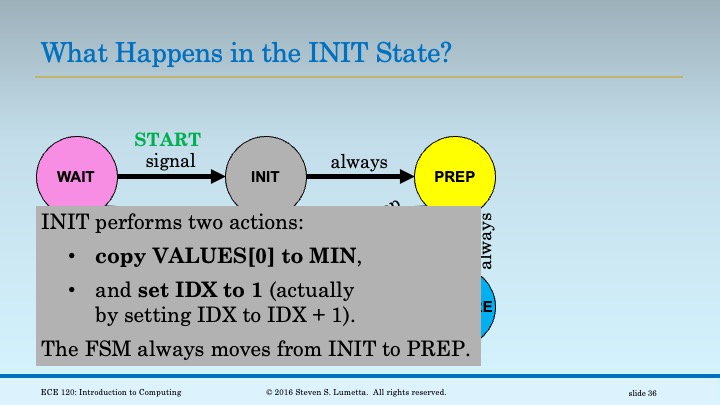 What Happens in the INIT State?
START
signal
always
WAIT
INIT
PREP
INIT performs two actions:
• copy VALUES[0] to MIN,
• and set IDX to 1 (actually
by setting IDX to IDX + 1).
The FSM always moves from INIT to PREP.
always
ECE 120: Introduction to Computing
© 2016 Steven S. Lumetta. All rights reserved.
slide 36